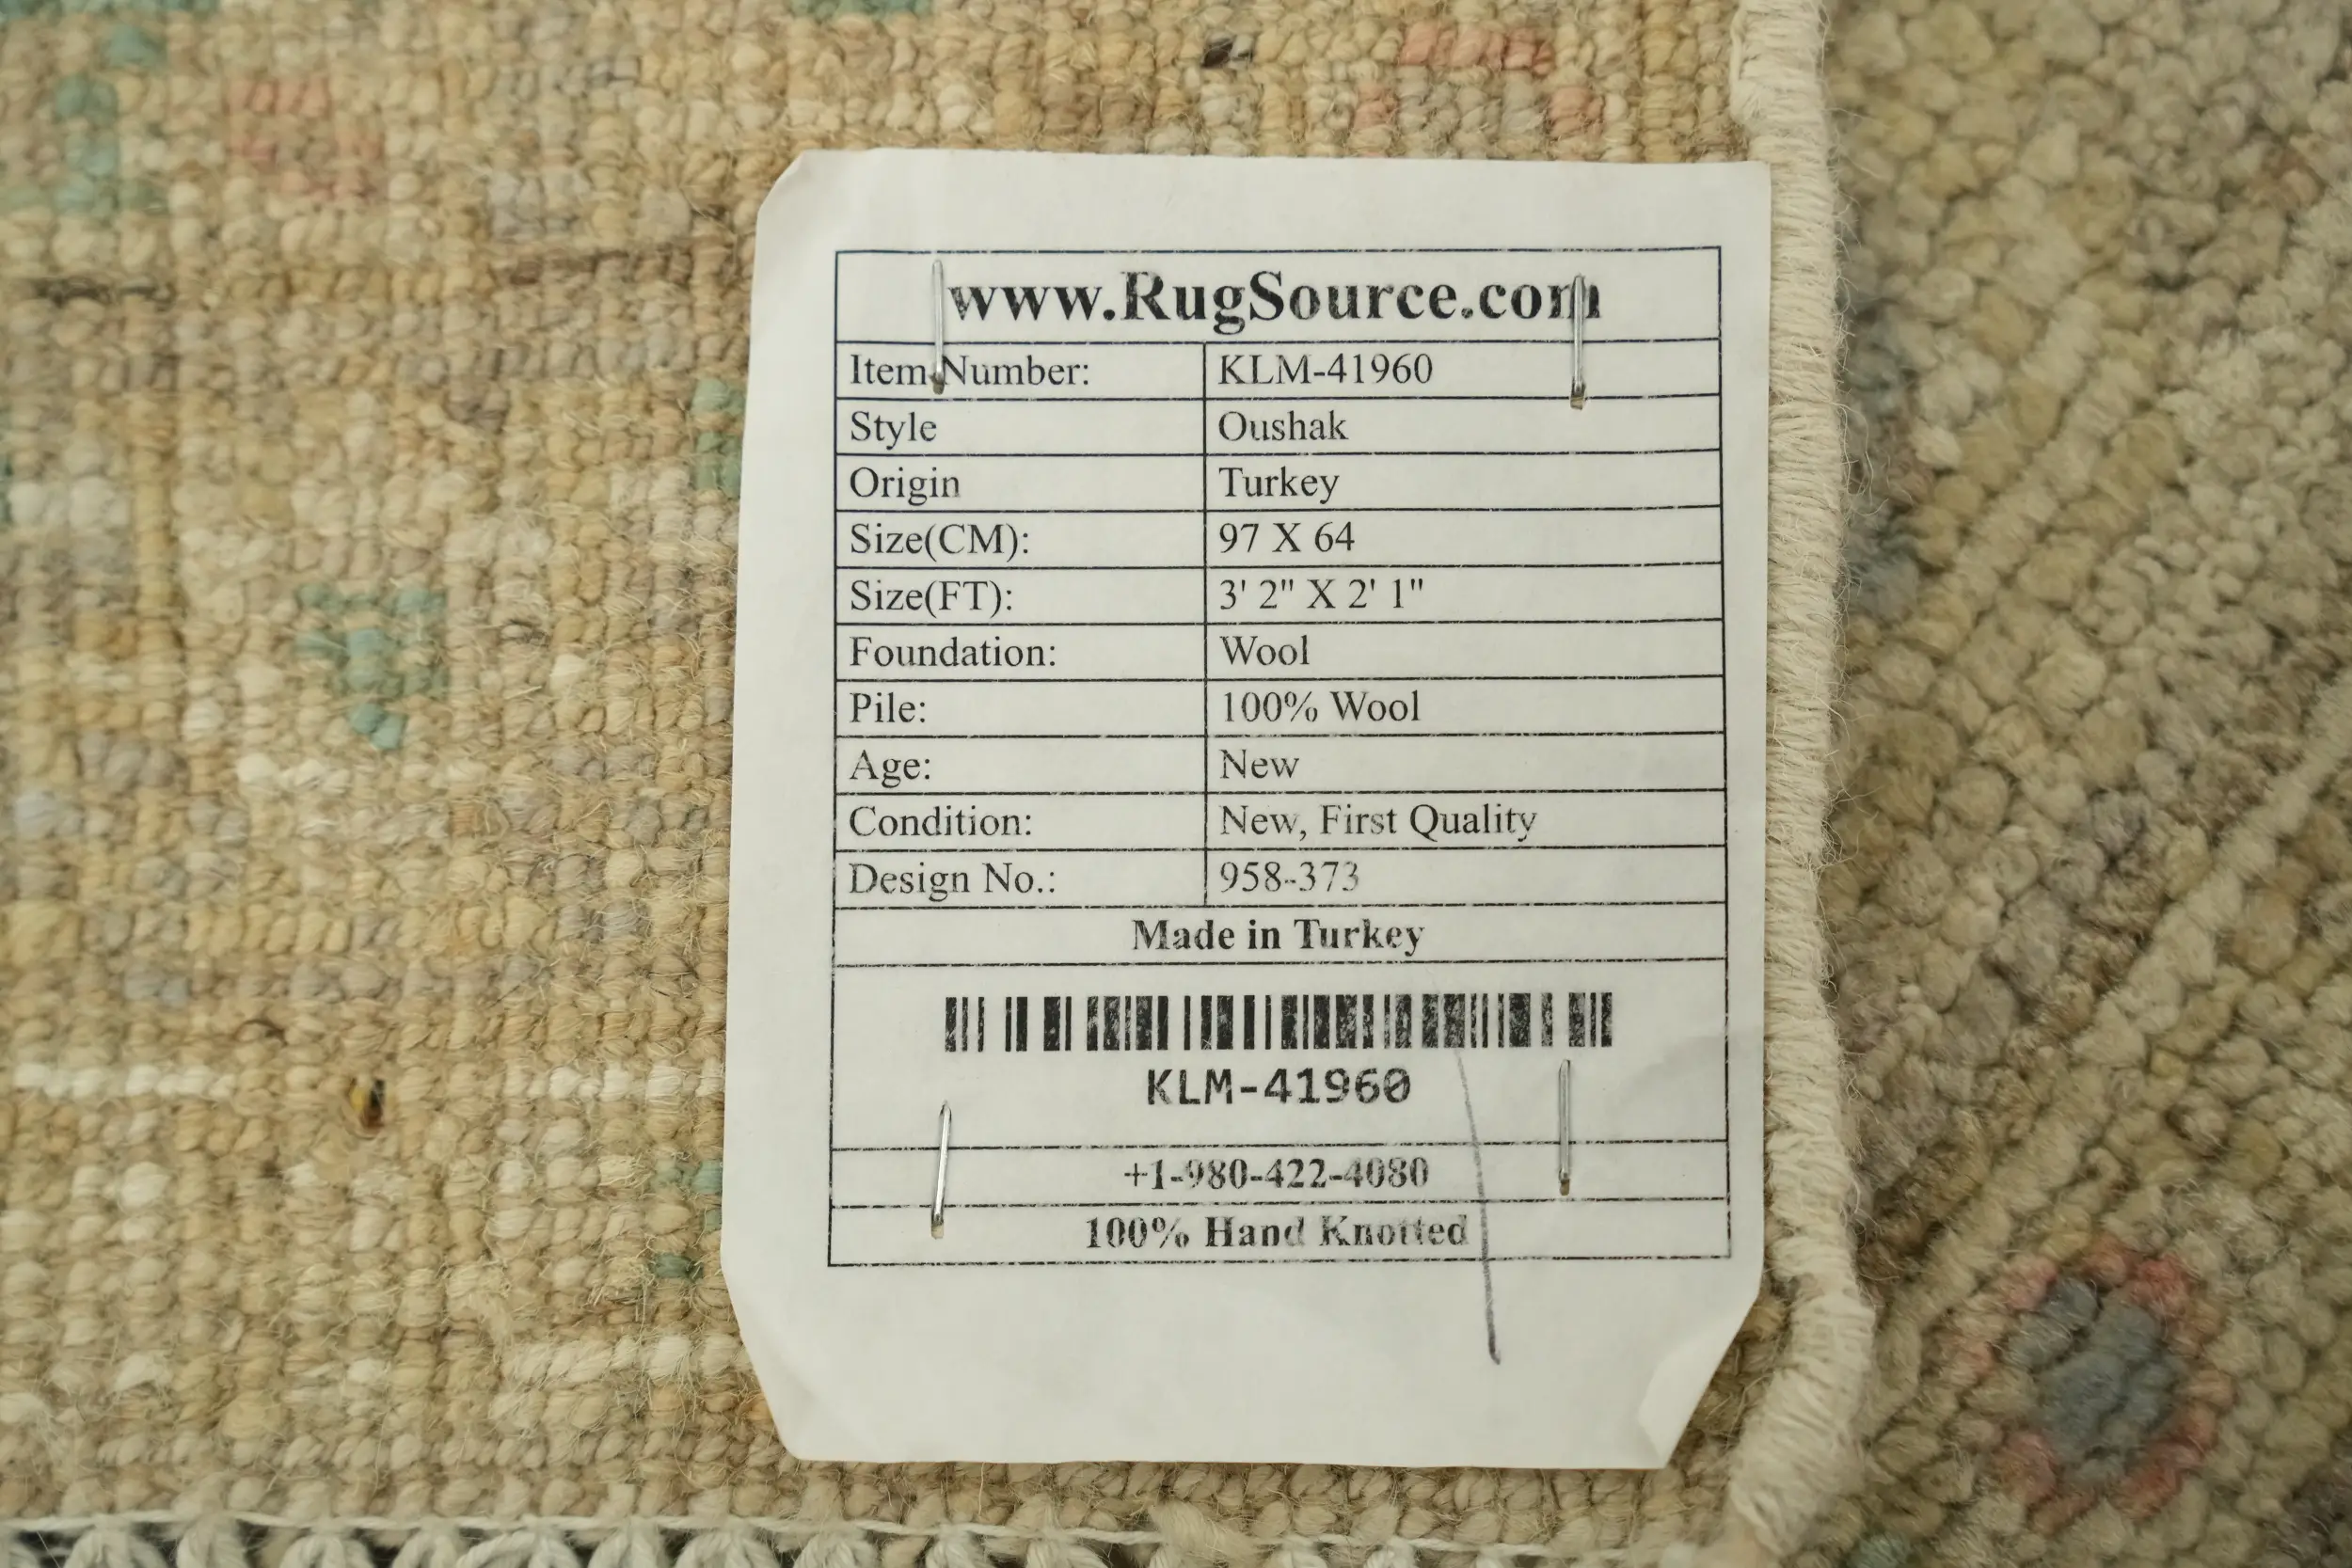 www.RugSource.com
Item Number: KLM-41960
Style Oushak
Origin Turkey
Size(CM): 97 X 64
Size(FT): 3' 2" X 2' 1"
Foundation: Wool
Pile: 100% Wool
Age: New
Condition: New, First Quality
Design No.: 958-373
Made in Turkey
KLM-41960
+1-980-422-4080
100% Hand Knotted